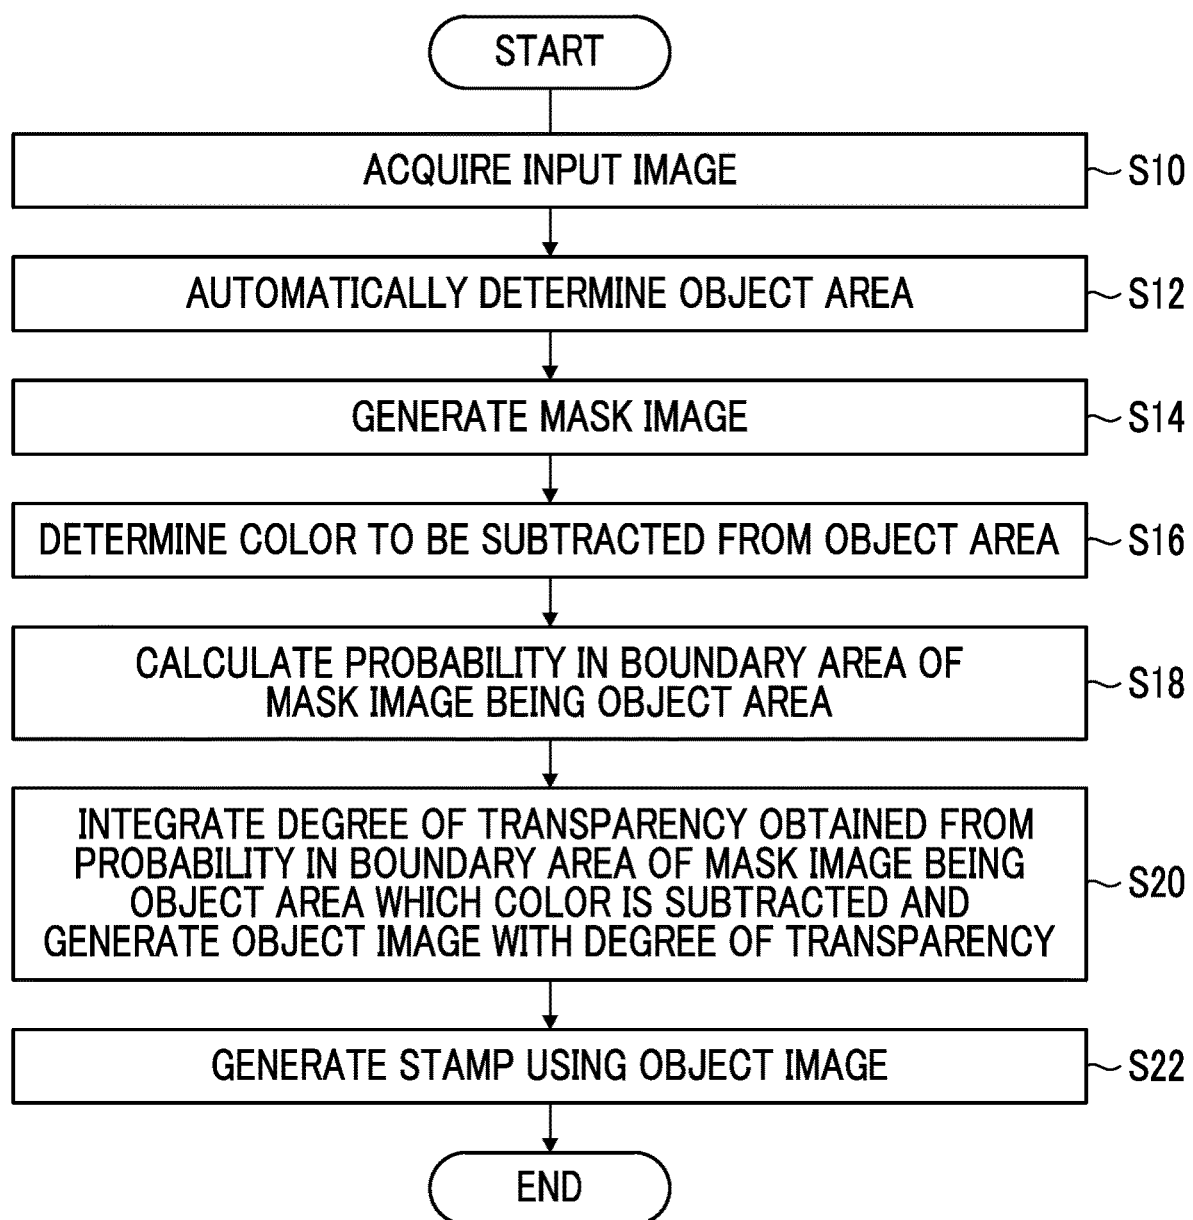 START
ACQUIRE INPUT IMAGE
S10
AUTOMATICALLY DETERMINE OBJECT AREA
S12
GENERATE MASK IMAGE
S14
DETERMINE COLOR TO BE SUBTRACTED FROM OBJECT AREA
S16
CALCULATE PROBABILITY IN BOUNDARY AREA OF
MASK IMAGE BEING OBJECT AREA
S18
INTEGRATE DEGREE OF TRANSPARENCY OBTAINED FROM
PROBABILITY IN BOUNDARY AREA OF MASK IMAGE BEING
OBJECT AREA WHICH COLOR IS SUBTRACTED AND
GENERATE OBJECT IMAGE WITH DEGREE OF TRANSPARENCY
S20
GENERATE STAMP USING OBJECT IMAGE
S22
END